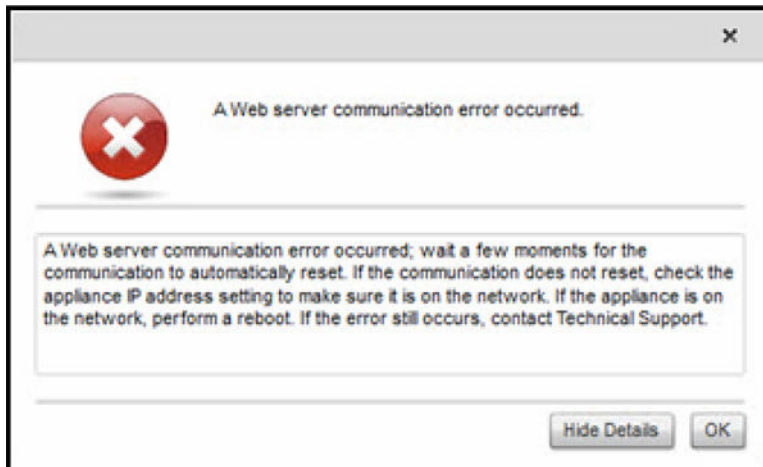 A Web server communication error occurred.
A Web server communication error occurred; wait a few moments for the
communication to automatically reset. If the communication does not reset, check the
appliance IP address setting to make sure it is on the network. If the appliance is on
the network, perform a reboot. If the error still occurs, contact Technical Support.
Hide Details
OK